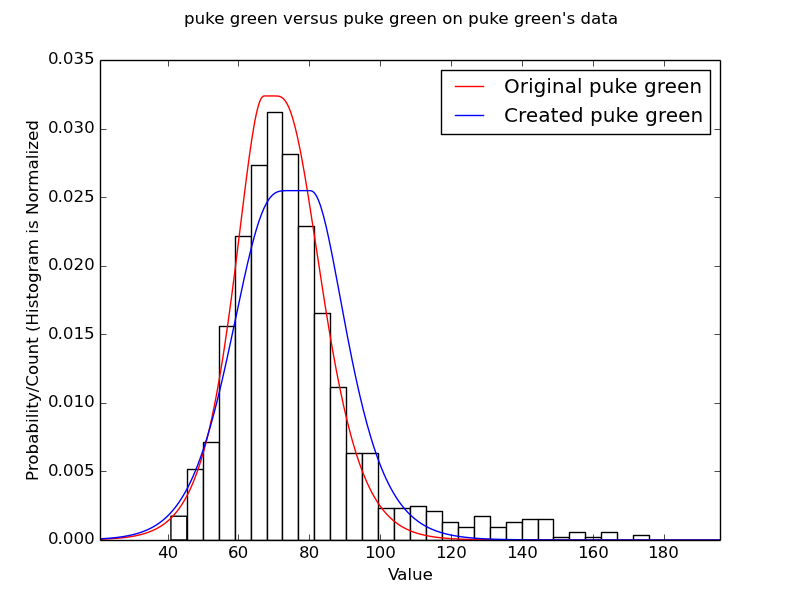 puke green versus puke green on puke green's data
Original puke green
Created puke green
Probability/Count (Histogram is Normalized
0.035
0.030
0.025
0.020
0.015
0.010
0.005
0.000
40 60 80 100 120 140 160 180
Value